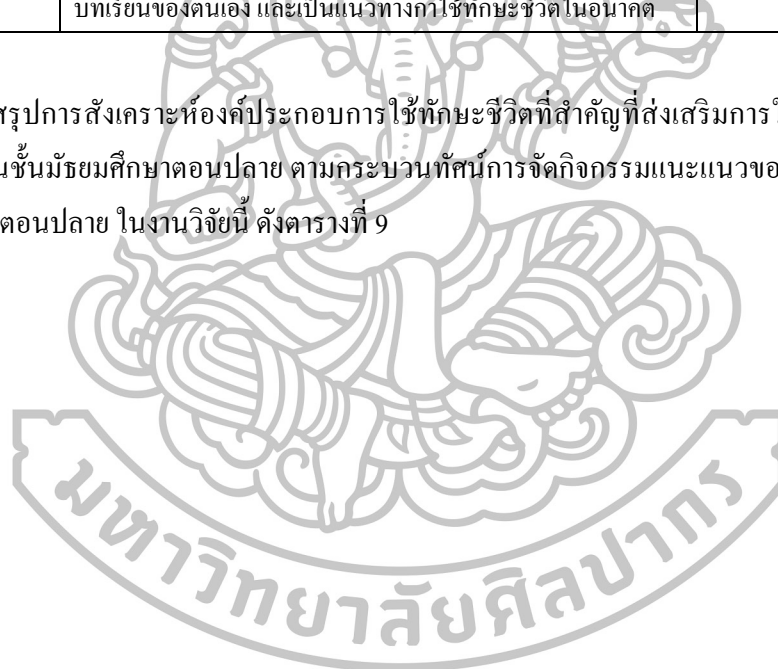 บทเรียนของตนเอง และเป็นแนวทางกาใช้ทักษะชีวิตในอนาคต
สรุปการสังเคราะห์องค์ประกอบการใช้ทักษะชีวิตที่สำคัญที่ส่งเสริมการ
นชั้นมัธยมศึกษาตอนปลาย ตามกระบวนทัศน์การจัดกิจกรรมแนะแนวขอ
ตอนปลาย ในงานวิจัยนี้ ดังตารางที่ 9
มหาวิทยาลัยศิลปากร